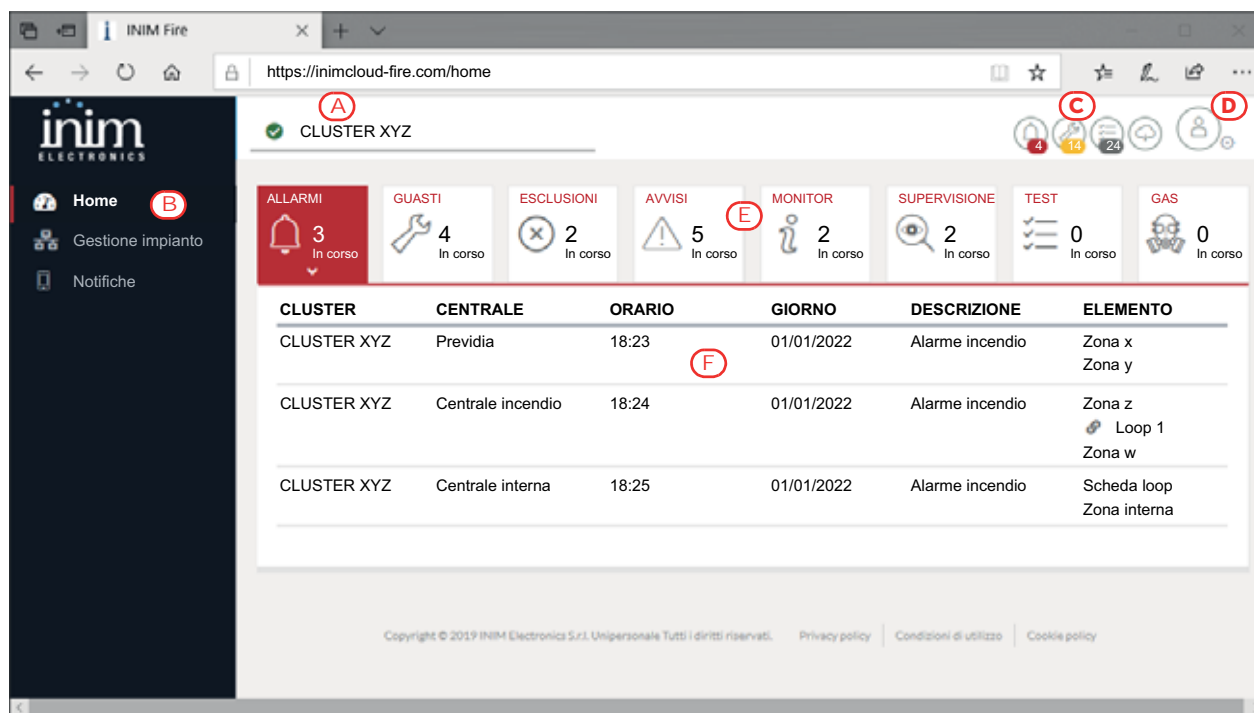 INIM Fire
https://inimcloud-fire.com/home
inim
ELECTRONICS
A
CLUSTER XYZ
C
D
4
14
24
Home
B
Gestione impianto
Notifiche
ALLARMI
3
In corso
GUASTI
4
In corso
ESCLUSIONI
2
In corso
AVVISI
5
In corso
E
MONITOR
2
In corso
SUPERVISIONE
2
In corso
TEST
0
In corso
GAS
0
In corso
CLUSTER CENTRALE ORARIO GIORNO DESCRIZIONE ELEMENTO
CLUSTER XYZ Previdia 18:23 01/01/2022 Alarme incendio Zona x
Zona y
F
CLUSTER XYZ Centrale incendio 18:24 01/01/2022 Alarme incendio Zona z
Loop 1
Zona w
CLUSTER XYZ Centrale interna 18:25 01/01/2022 Alarme incendio Scheda loop
Zona interna
Copyright © 2019 INIM Electronics S.r.l. Unipersonale Tutti i diritti riservati. Privacy policy Condizioni di utilizzo Cookie policy